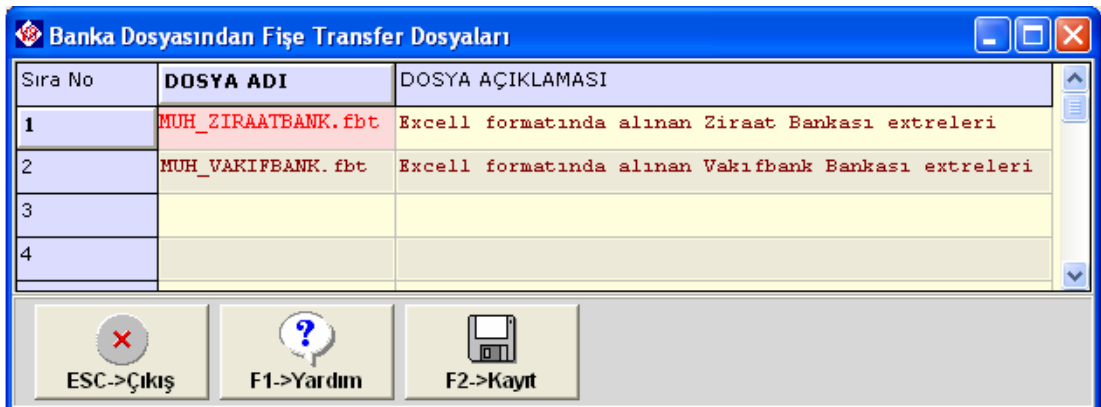 Banka Dosyasından Fişe Transfer Dosyaları
Sıra No DOSYA ADI DOSYA AÇIKLAMASI
1 MUH_ZIRAATBANK.fbt Excell formatında alınan Ziraat Bankası extreleri
2 MUH_VAKIFBANK.fbt Excell formatında alınan Vakıfbank Bankası extreleri
3
4
ESC->Çıkış F1->Yardım F2->Kayıt